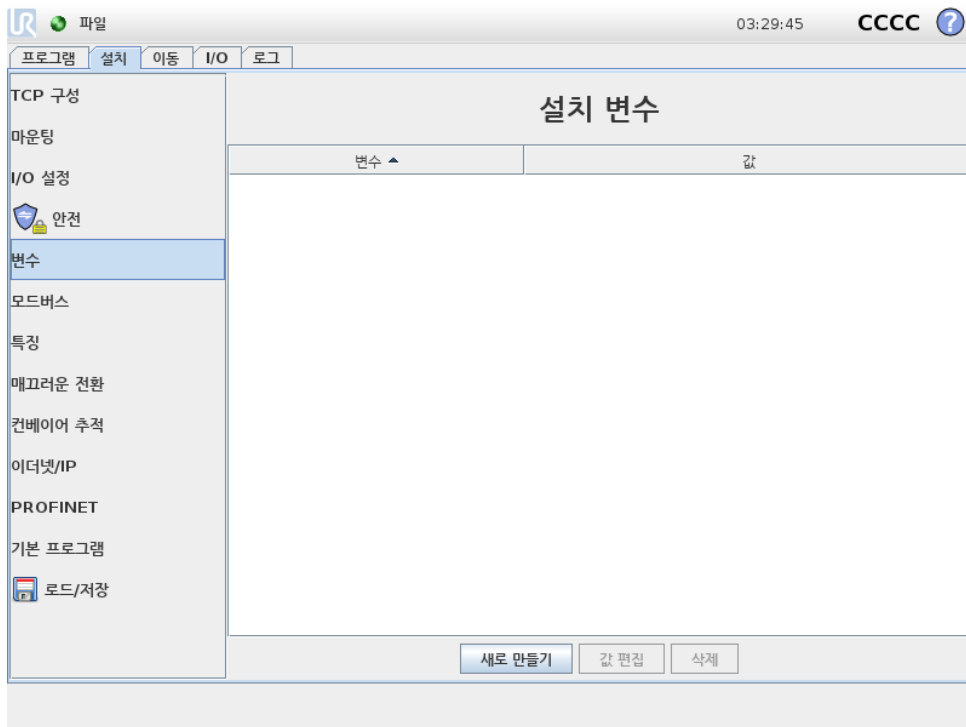 UR 파일 03:29:45 CCCC ?
프로그램 설치 이동 I/O 로그
TCP 구성
마운팅
I/O 설정
안전
변수
모드버스
특징
매끄러운 전환
컨베이어 추적
이더넷/IP
PROFINET
기본 프로그램
로드/저장
설치 변수
변수 값
새로 만들기 값 편집 삭제